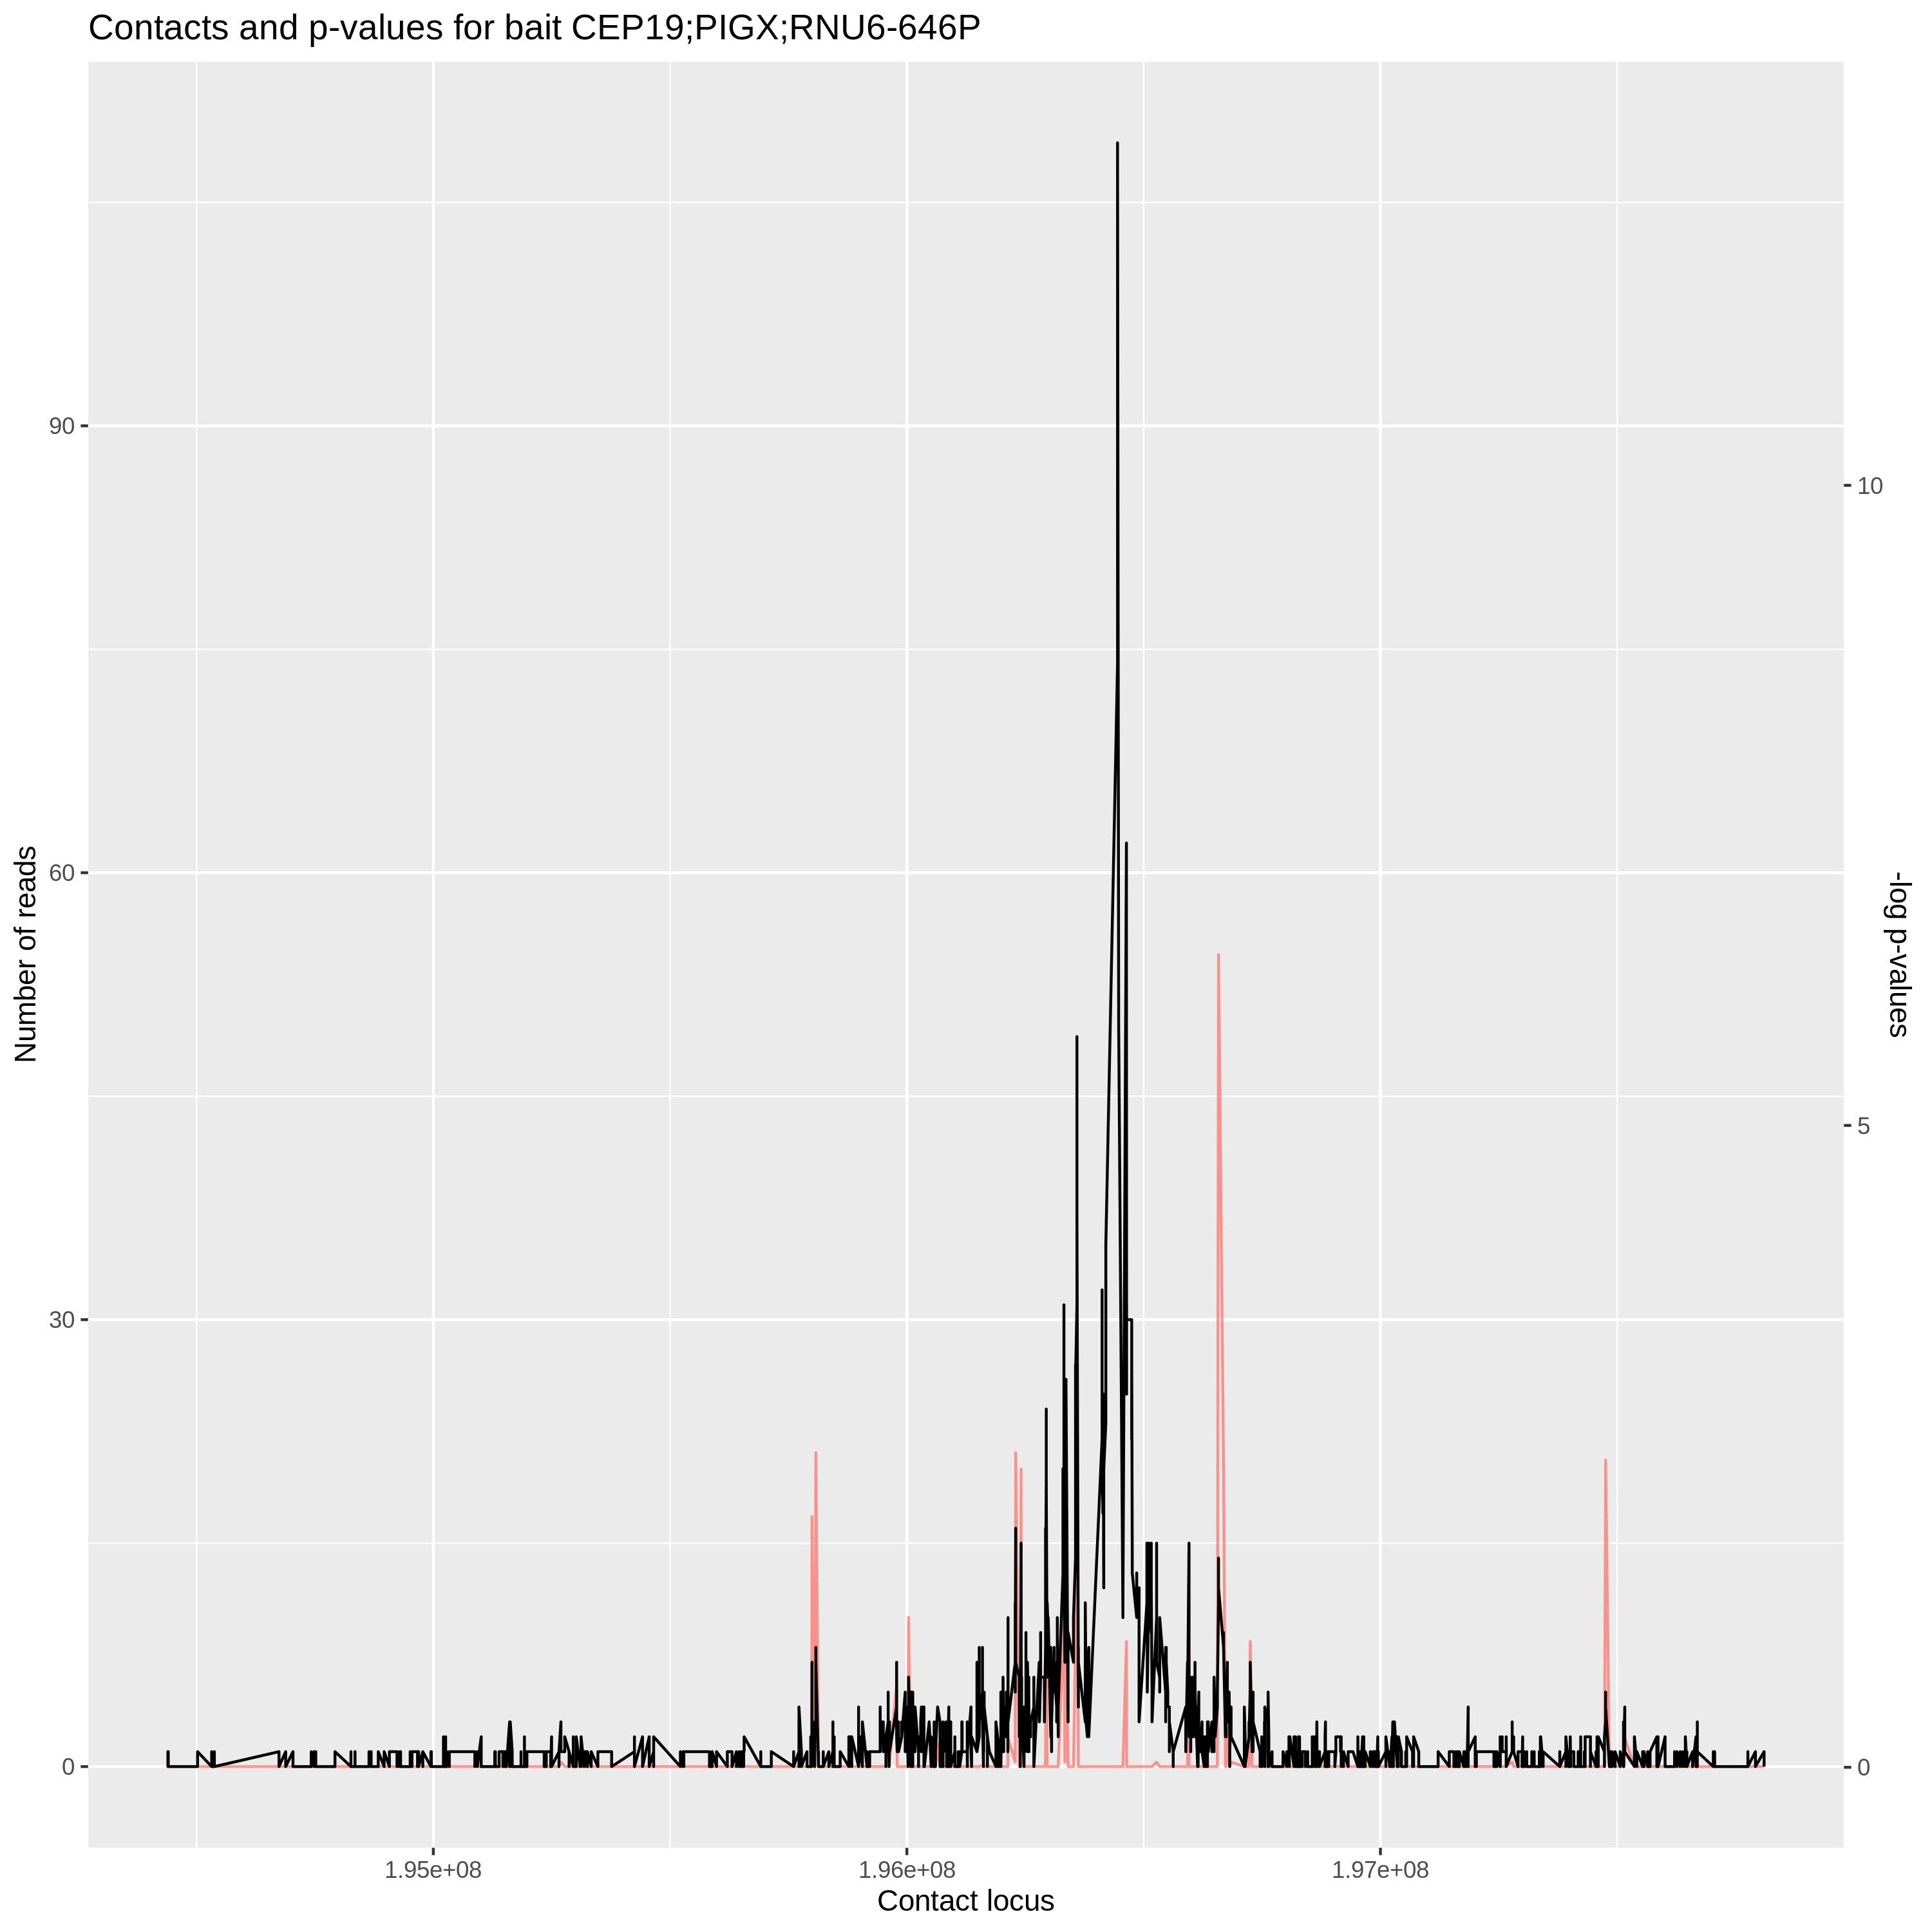 Contacts and p-values for bait CEP19;PIGX;RNU6-646P
90
60
30
0
10
5
0
Number of reads
-log p-values
1.95e+08 1.96e+08 1.97e+08
Contact locus